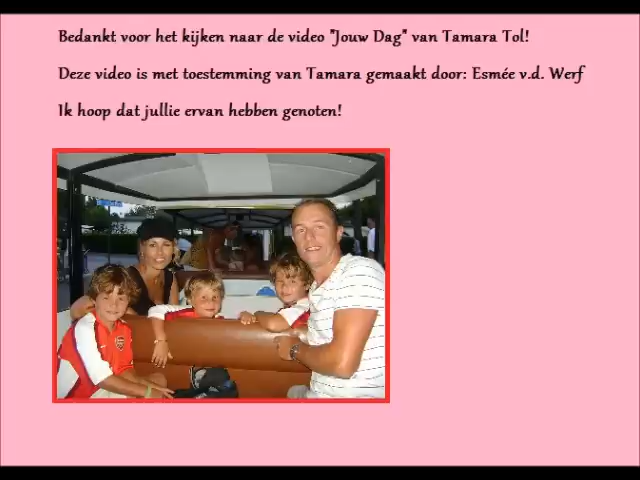 Bedankt voor het kijken naar de video "Jouw Dag" van Tamara Tol!
Deze video is met toestemming van Tamara gemaakt door: Esmée v.d. Werf
Ik hoop dat jullie ervan hebben genoten!